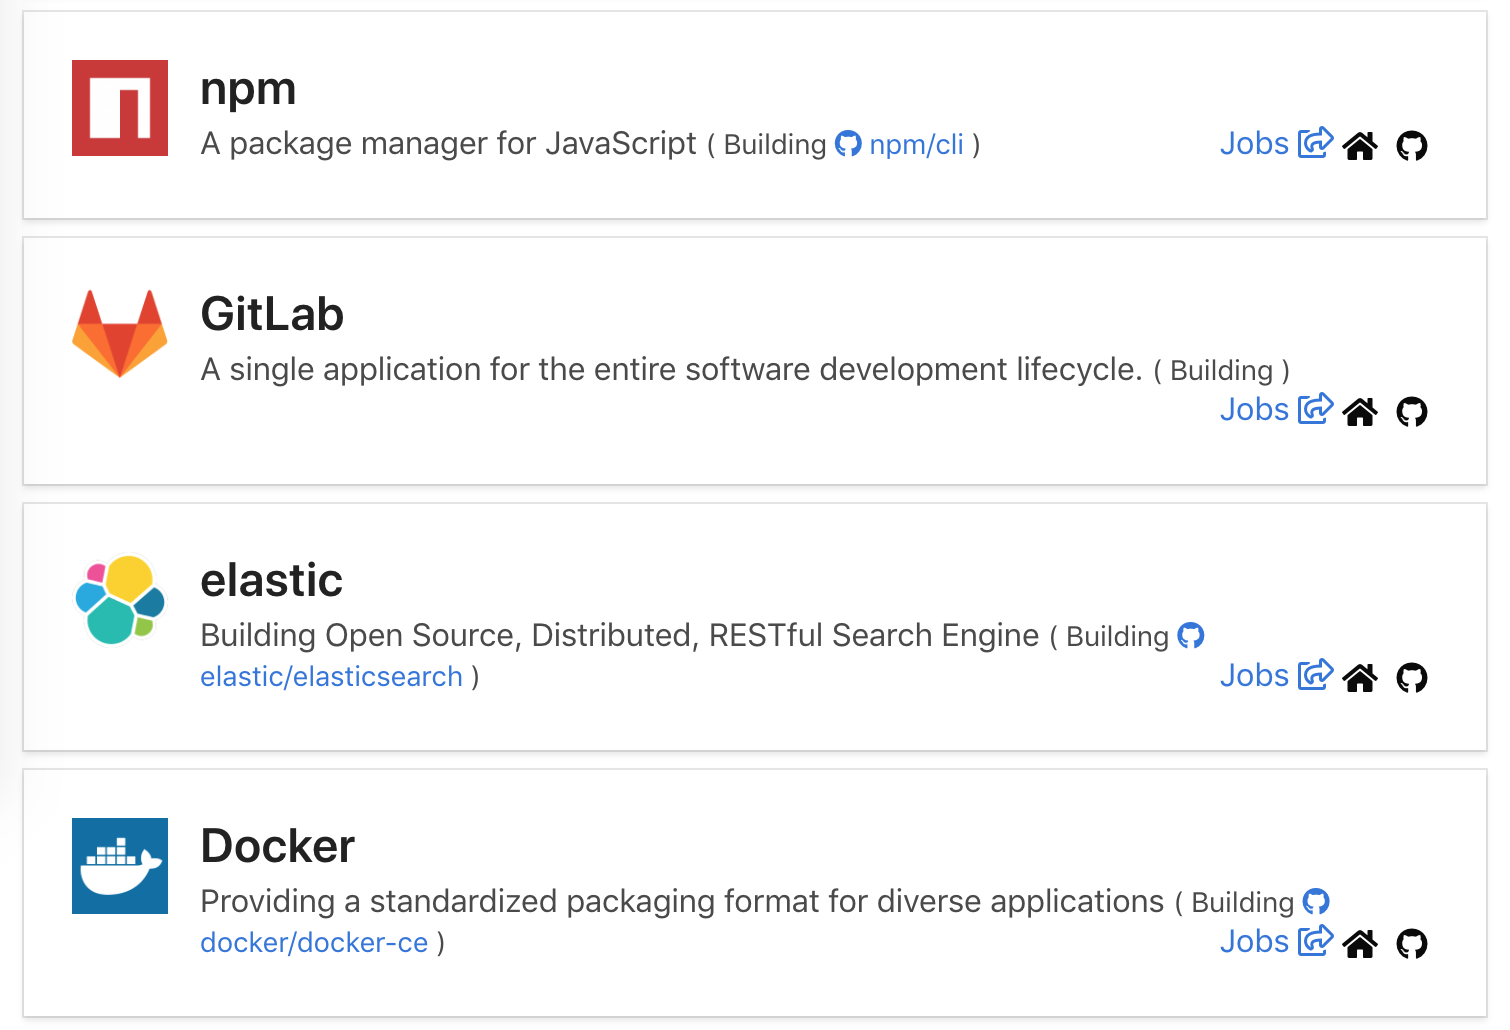 npm
A package manager for JavaScript ( Building npm/cli ) Jobs
GitLab
A single application for the entire software development lifecycle. ( Building )
Jobs
elastic
Building Open Source, Distributed, RESTful Search Engine ( Building
elastic/elasticsearch ) Jobs
Docker
Providing a standardized packaging format for diverse applications ( Building
docker/docker-ce ) Jobs